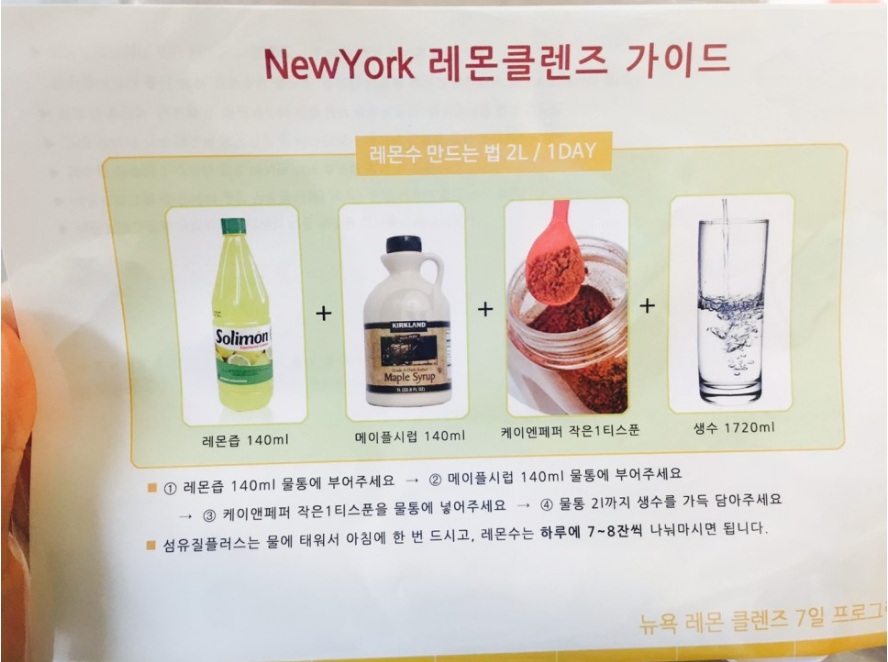 NewYork 레몬클렌즈 가이드
레몬수 만드는 법 2L / 1DAY
Solimón
KIRKLAND
Maple Syrup
1L (33.8 FL OZ)
+ + +
레몬즙 140ml 메이플시럽 140ml 케이엔페퍼 작은1티스푼 생수 1720ml
■ ① 레몬즙 140ml 물통에 부어주세요 → ② 메이플시럽 140ml 물통에 부어주세요
→ ③ 케이앤페퍼 작은1티스푼을 물통에 넣어주세요 → ④ 물통 2l까지 생수를 가득 담아주세요
■ 섬유질플러스는 물에 태워서 아침에 한 번 드시고, 레몬수는 하루에 7~8잔씩 나눠마시면 됩니다.
뉴욕 레몬 클렌즈 7일 프로그